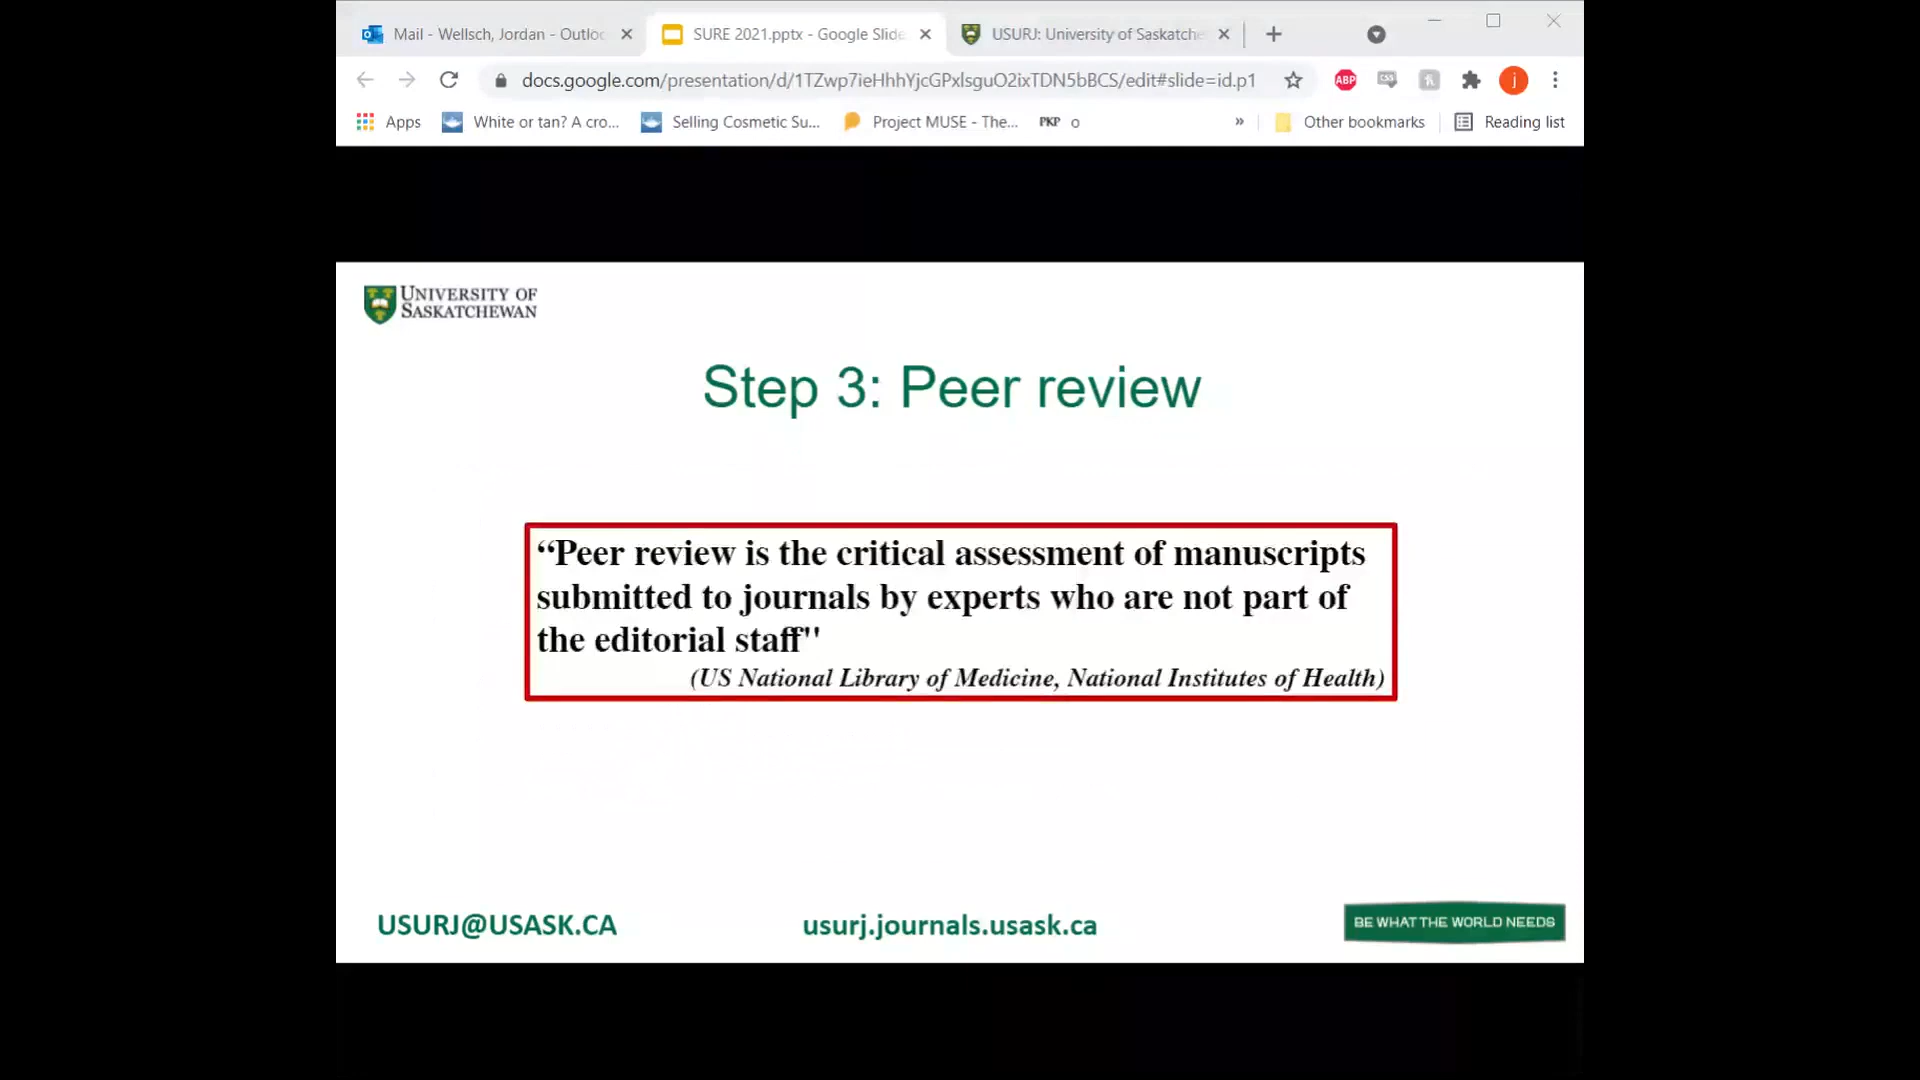 Mail - Wellsch, Jordan - Outloo
SURE 2021.pptx - Google Slide
USURJ: University of Saskatche
docs.google.com/presentation/d/1TZwp7ieHhhYjcGPxlsguO2ixTDN5bBCS/edit#slide=id.p1
ABP
CSS
j
Apps
White or tan? A cro...
Selling Cosmetic Su...
Project MUSE - The...
PKP
o
»
Other bookmarks
Reading list
UNIVERSITY OF
SASKATCHEWAN
Step 3: Peer review
“Peer review is the critical assessment of manuscripts
submitted to journals by experts who are not part of
the editorial staff"
(US National Library of Medicine, National Institutes of Health)
USURJ@USASK.CA
usurj.journals.usask.ca
BE WHAT THE WORLD NEEDS